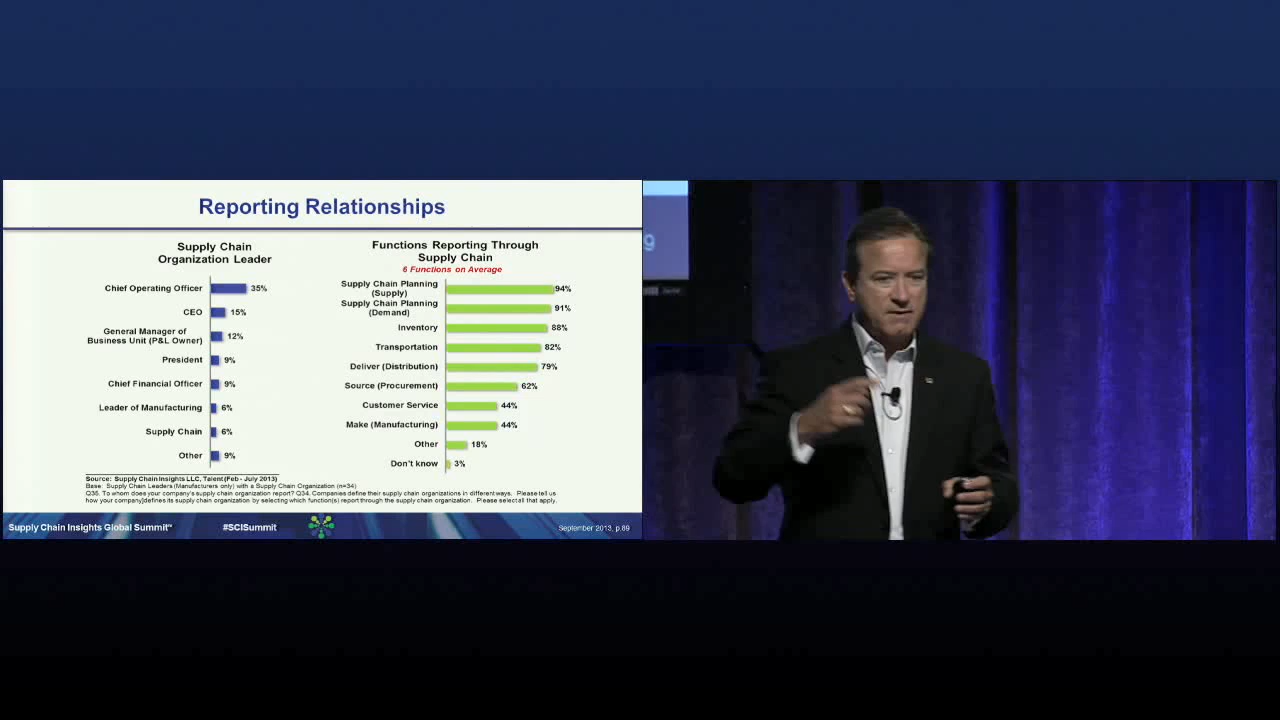 Reporting Relationships
Supply Chain
Organization Leader
Chief Operating Officer 35%
CEO 15%
General Manager of
Business Unit (P&L Owner) 12%
President 9%
Chief Financial Officer 9%
Leader of Manufacturing 6%
Supply Chain 6%
Other 9%
Functions Reporting Through
Supply Chain
6 Functions on Average
Supply Chain Planning
(Supply) 94%
Supply Chain Planning
(Demand) 91%
Inventory 88%
Transportation 82%
Deliver (Distribution) 79%
Source (Procurement) 62%
Customer Service 44%
Make (Manufacturing) 44%
Other 18%
Don't know 3%
Source: Supply Chain Insights LLC, Talent (Feb - July 2013)
Base: Supply Chain Leaders (Manufacturers only) with a Supply Chain Organization (n=34)
Q35. To whom does your company's supply chain organization report? Q34. Companies define their supply chain organizations in different ways. Please tell us
how your company defines its supply chain organization by selecting which function(s) report through the supply chain organization. Please select all that apply.
Supply Chain Insights Global Summit™ #SCISummit September 2013, p.89
9